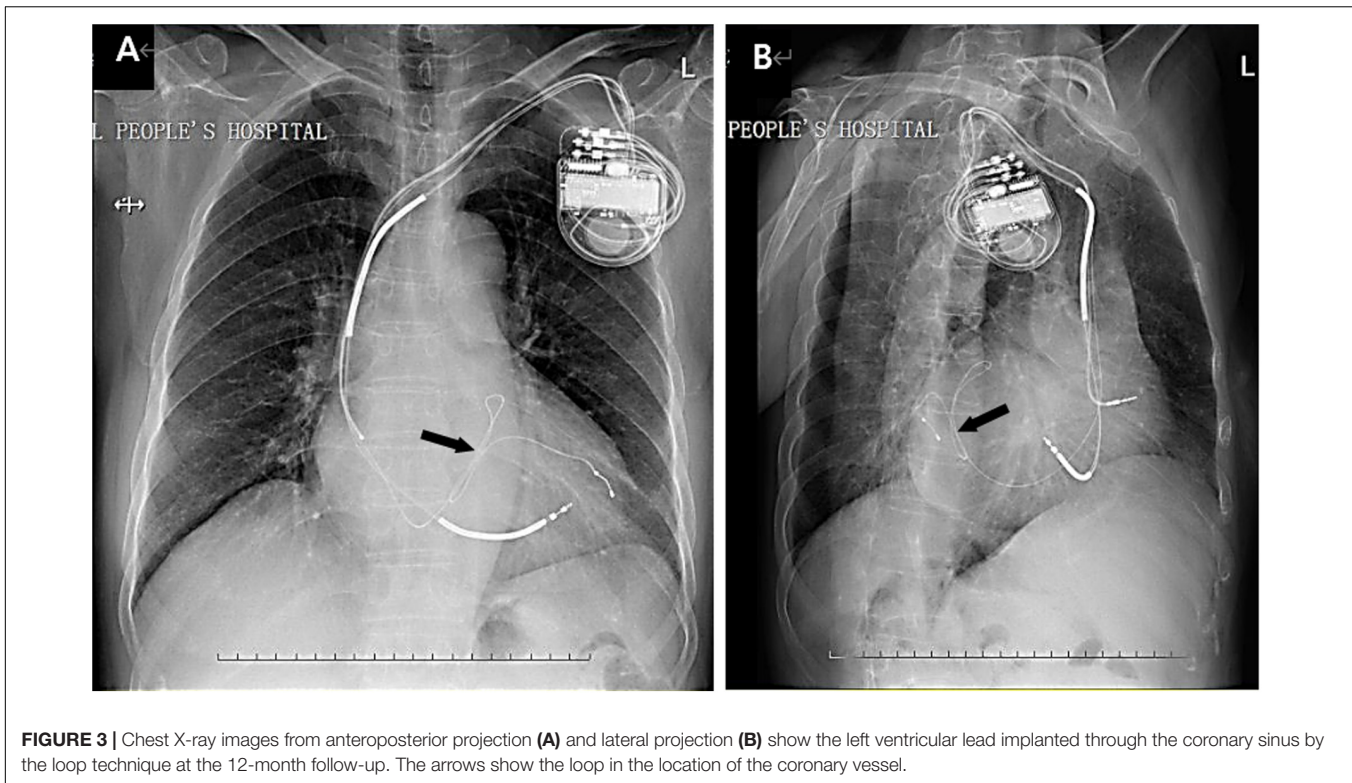 A←
L
L PEOPLE'S HOSPITAL
B↵
L
PEOPLE'S HOSPITAL
FIGURE 3 | Chest X-ray images from anteroposterior projection (A) and lateral projection (B) show the left ventricular lead implanted through the coronary sinus by
the loop technique at the 12-month follow-up. The arrows show the loop in the location of the coronary vessel.